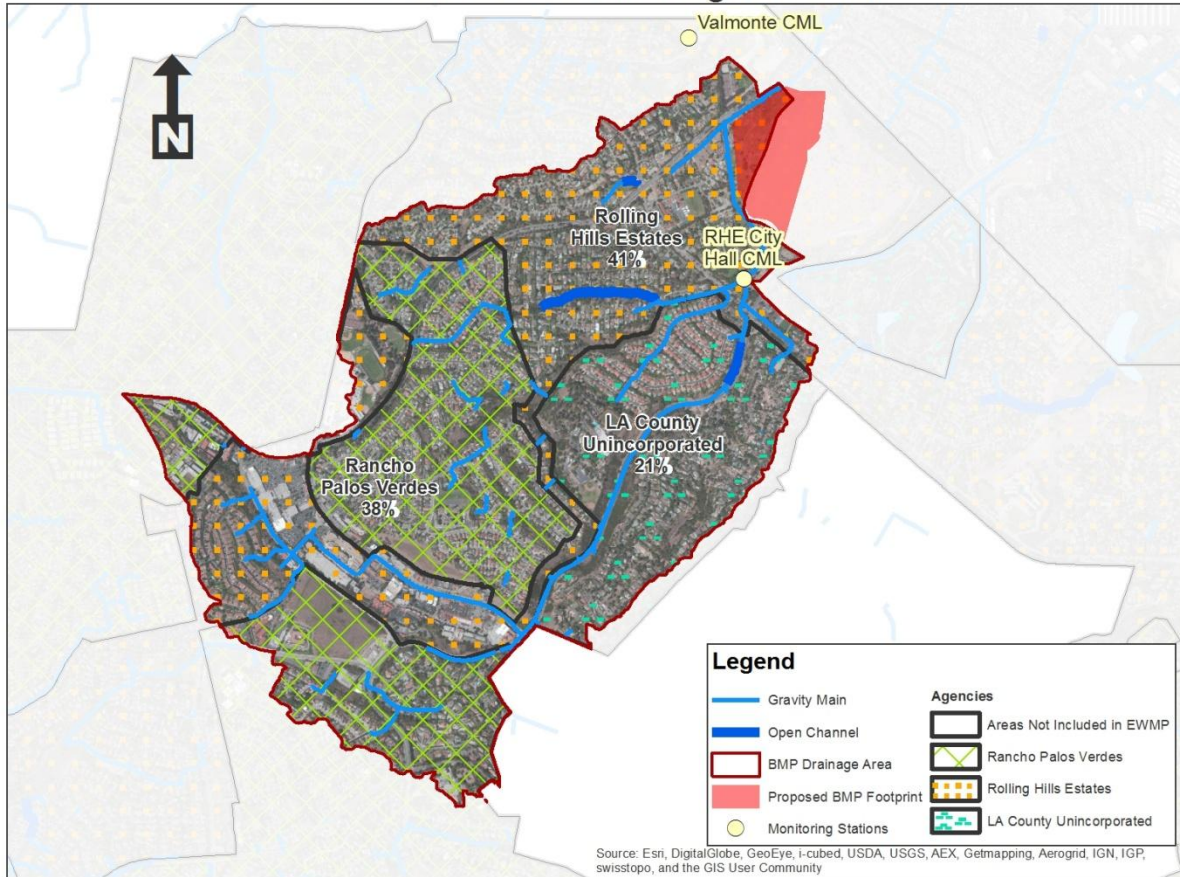 Valmonte CML
N
Rolling
Hills Estates
41%
RHE City
Hall CML
LA County
Unincorporated
21%
Rancho
Palos Verdes
38%
Legend
Gravity Main
Open Channel
BMP Drainage Area
Proposed BMP Footprint
Monitoring Stations
Agencies
Areas Not Included in EWMP
Rancho Palos Verdes
Rolling Hills Estates
LA County Unincorporated
Source: Esri, DigitalGlobe, GeoEye, i-cubed, USDA, USGS, AEX, Getmapping, Aerogrid, IGN, IGP,
swisstopo, and the GIS User Community